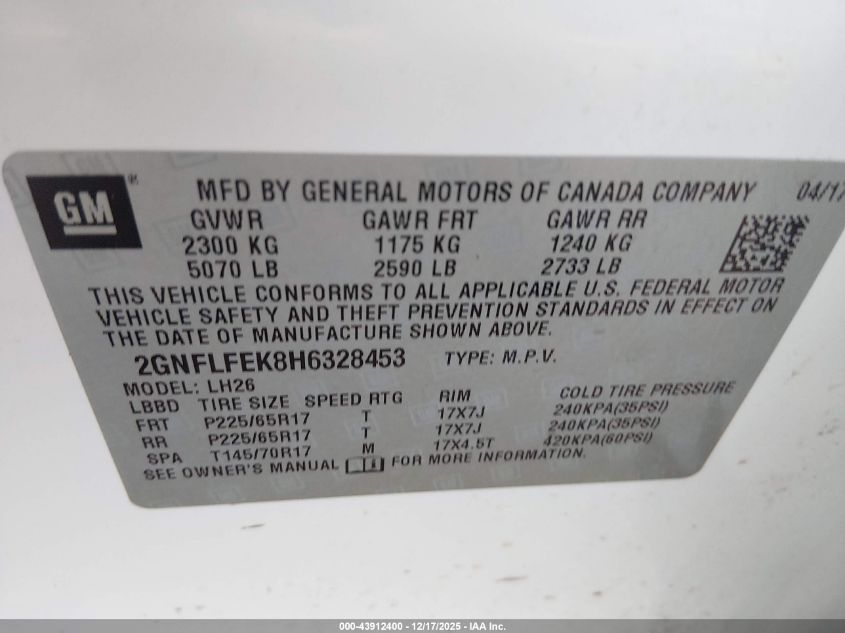 GM ® MFD BY GENERAL MOTORS OF CANADA COMPANY 04/17
GVWR GAWR FRT GAWR RR
2300 KG 1175 KG 1240 KG
5070 LB 2590 LB 2733 LB
THIS VEHICLE CONFORMS TO ALL APPLICABLE U.S. FEDERAL MOTOR
VEHICLE SAFETY AND THEFT PREVENTION STANDARDS IN EFFECT ON
THE DATE OF MANUFACTURE SHOWN ABOVE.
2GNFLFEK8H6328453 TYPE: M.P.V.
MODEL: LH26
LBBD TIRE SIZE SPEED RTG RIM COLD TIRE PRESSURE
FRT P225/65R17 T 17X7J 240KPA(35PSI)
RR P225/65R17 T 17X7J 240KPA(35PSI)
SPA T145/70R17 M 17X4.5T 420KPA(60PSI)
SEE OWNER'S MANUAL FOR MORE INFORMATION.
000-43912400 - 12/17/2025 - IAA Inc.